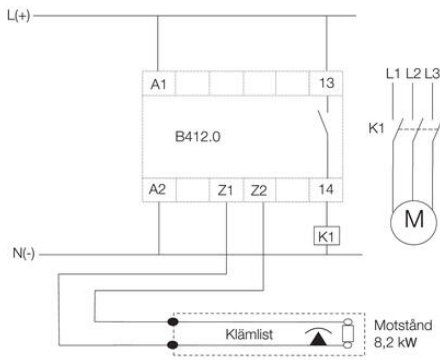 L(+)
A1
13
L1 L2 L3
B412.0
K1
A2
Z1
Z2
14
M
K1
N(-)
Klämlist
Motstånd
8,2 kW